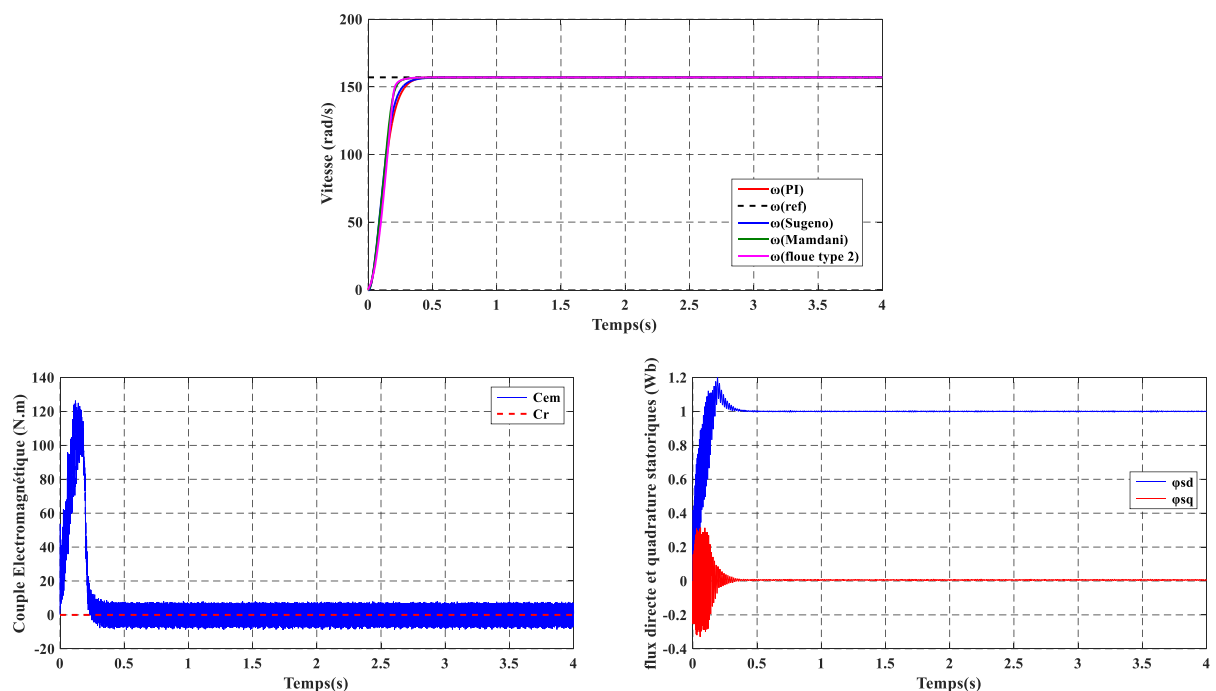 200
150
100
50
0
Vitesse (rad/s)
ω(PI)
ω(ref)
ω(Sugeno)
ω(Mamdani)
ω(floue type 2)
0 0.5 1 1.5 2 2.5 3 3.5 4
Temps(s)
140
120
100
80
60
40
20
0
-20
Couple Electromagnétique (N.m)
Cem
Cr
0 0.5 1 1.5 2 2.5 3 3.5 4
Temps(s)
1.2
1
0.8
0.6
0.4
0.2
0
-0.2
-0.4
flux directe et quadrature statoriques (Wb)
φsd
φsq
0 0.5 1 1.5 2 2.5 3 3.5 4
Temps(s)